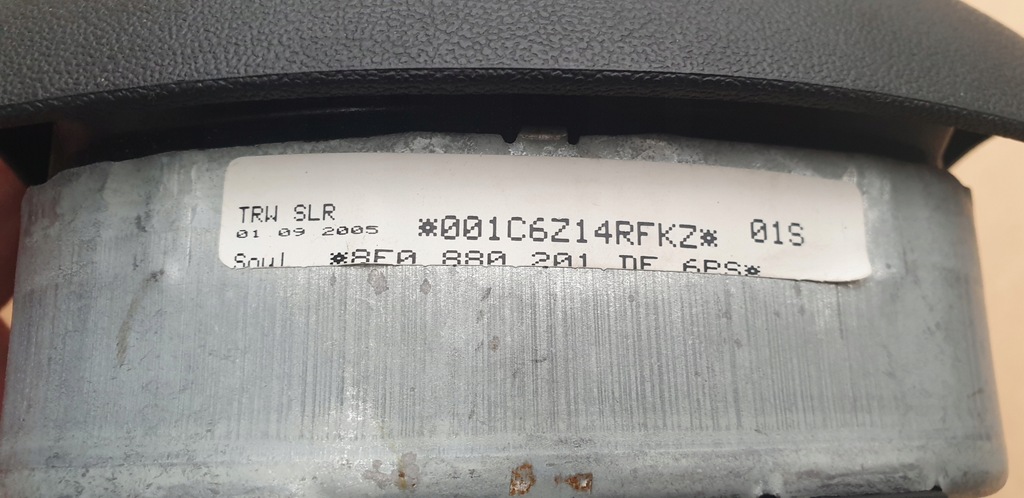 TRW SLR
01 09 2005 *001C6Z14RFKZ* 01S
Soul *8E0 880 201 DE 6PS*